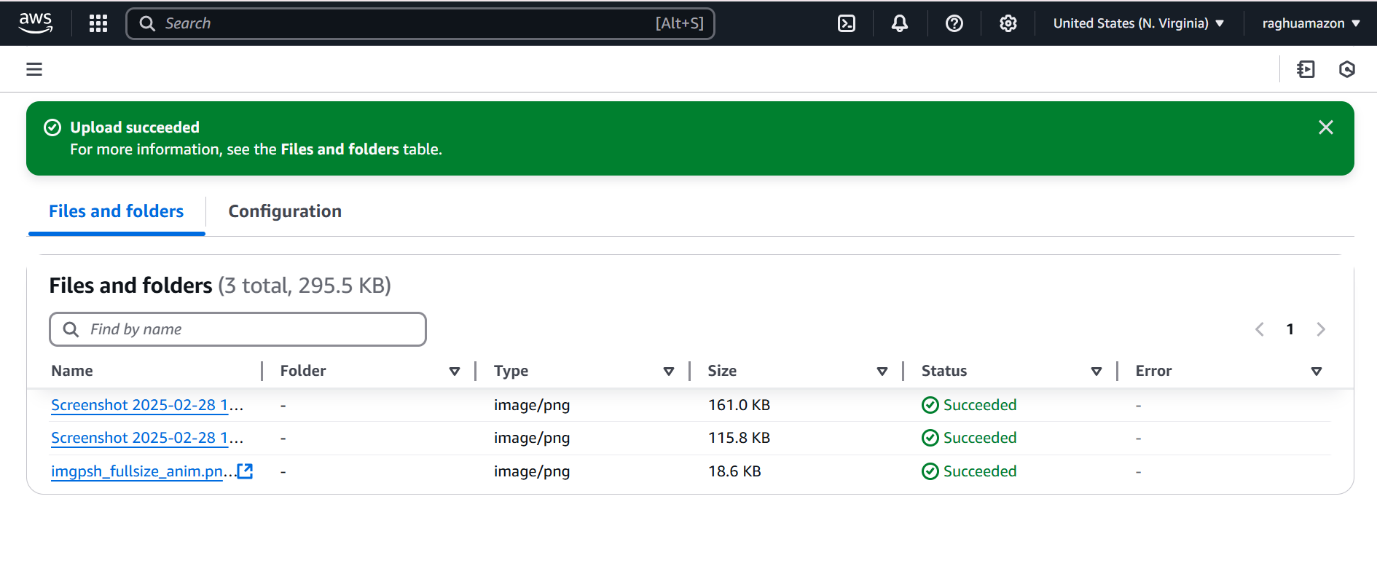 aws Search [Alt+S] United States (N. Virginia) raghuamazon
Upload succeeded
For more information, see the Files and folders table.
Files and folders Configuration
Files and folders (3 total, 295.5 KB)
Find by name 1
Name Folder Type Size Status Error
Screenshot 2025-02-28 1... - image/png 161.0 KB Succeeded -
Screenshot 2025-02-28 1... - image/png 115.8 KB Succeeded -
imgpsh_fullsize_anim.pn... - image/png 18.6 KB Succeeded -